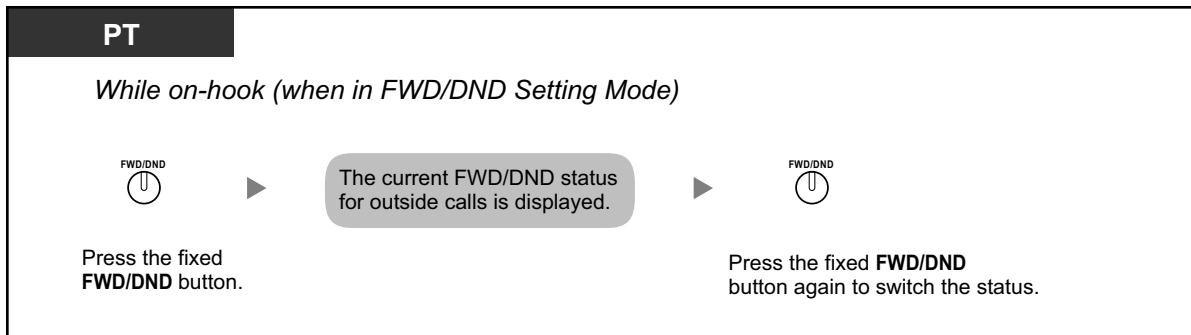 PT
While on-hook (when in FWD/DND Setting Mode)
FWD/DND
The current FWD/DND status
for outside calls is displayed.
FWD/DND
Press the fixed
FWD/DND button.
Press the fixed FWD/DND
button again to switch the status.